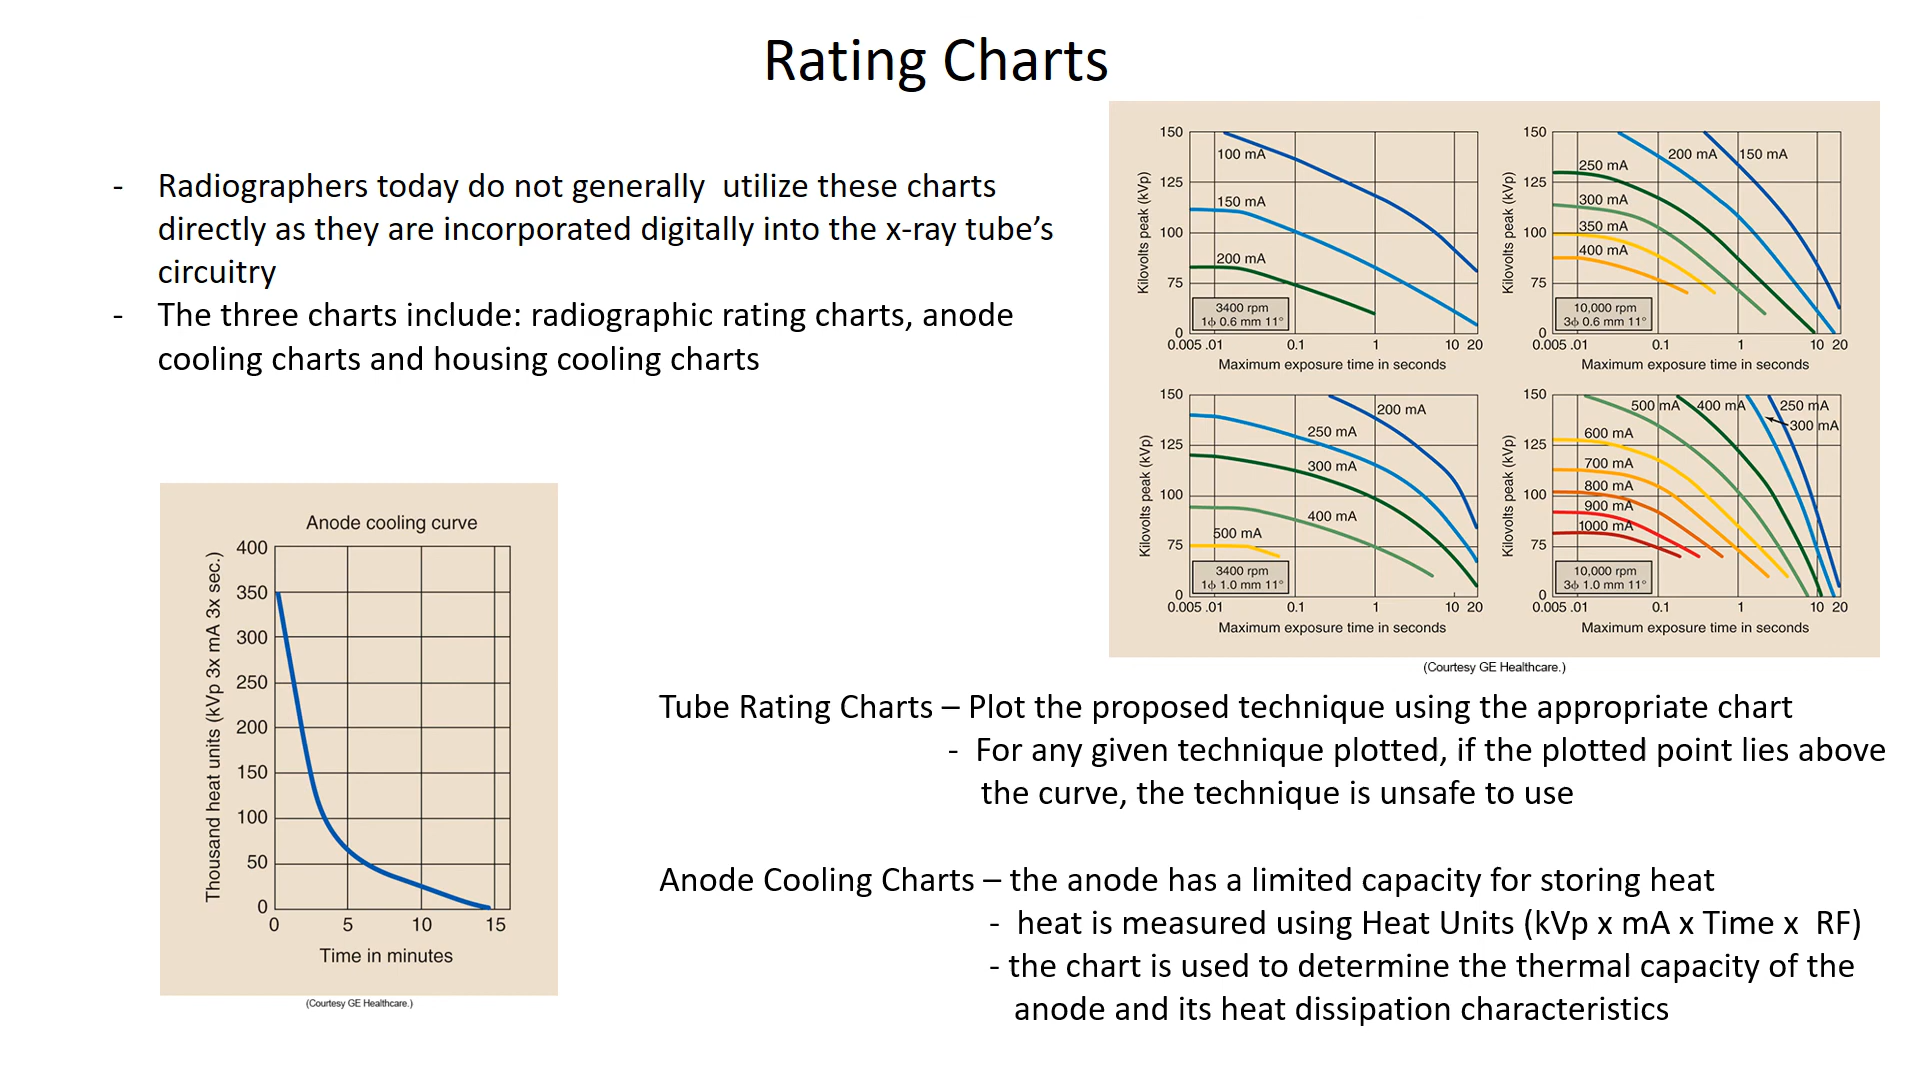 Rating Charts
- Radiographers today do not generally  utilize these charts
directly as they are incorporated digitally into the x-ray tube’s
circuitry
- The three charts include: radiographic rating charts, anode
cooling charts and housing cooling charts
150
125
100
75
0
Kilovolts peak (kVp)
100 mA
150 mA
200 mA
3400 rpm
1ϕ 0.6 mm 11°
0.005 .01 0.1 1 10 20
Maximum exposure time in seconds
150
125
100
75
0
Kilovolts peak (kVp)
200 mA 150 mA
250 mA
300 mA
350 mA
400 mA
10,000 rpm
3ϕ 0.6 mm 11°
0.005 .01 0.1 1 10 20
Maximum exposure time in seconds
150
125
100
75
0
Kilovolts peak (kVp)
200 mA
250 mA
300 mA
400 mA
500 mA
3400 rpm
1ϕ 1.0 mm 11°
0.005 .01 0.1 1 10 20
Maximum exposure time in seconds
150
125
100
75
0
Kilovolts peak (kVp)
500 mA 400 mA 250 mA
300 mA
600 mA
700 mA
800 mA
900 mA
1000 mA
10,000 rpm
3ϕ 1.0 mm 11°
0.005 .01 0.1 1 10 20
Maximum exposure time in seconds
(Courtesy GE Healthcare.)
Anode cooling curve
400
350
300
250
200
150
100
50
0
Thousand heat units (kVp 3x mA 3x sec.)
0 5 10 15
Time in minutes
(Courtesy GE Healthcare.)
Tube Rating Charts – Plot the proposed technique using the appropriate chart
- For any given technique plotted, if the plotted point lies above
the curve, the technique is unsafe to use
Anode Cooling Charts – the anode has a limited capacity for storing heat
- heat is measured using Heat Units (kVp x mA x Time x  RF)
- the chart is used to determine the thermal capacity of the
anode and its heat dissipation characteristics